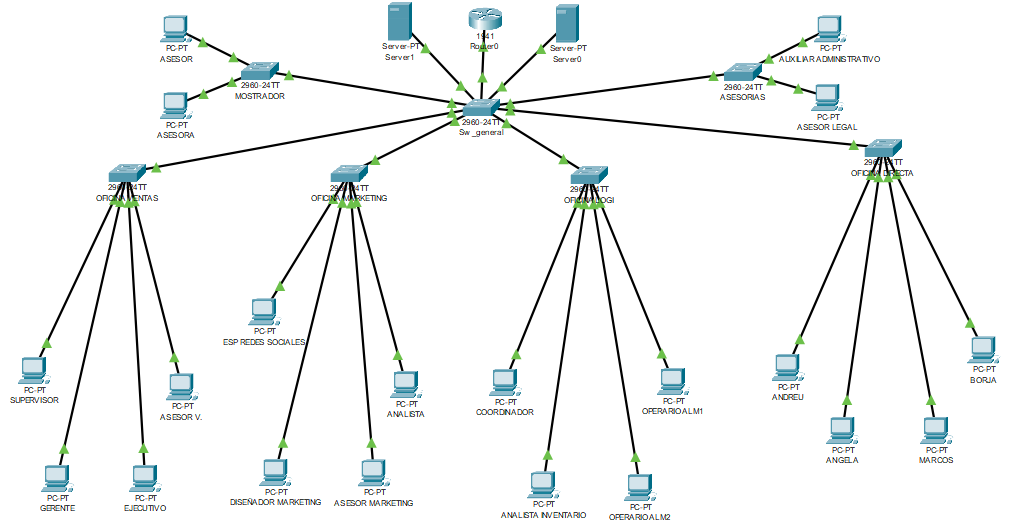 PC-PT
ASESOR
Server-PT
Server1
1941
Router0
Server-PT
Server0
PC-PT
AUXILIAR ADMINISTRATIVO
2960-24TT
MOSTRADOR
2960-24TT
ASESORIAS
PC-PT
ASESORA
2960-24TT
Sw_general
PC-PT
ASESOR LEGAL
2960-24TT
OFICINA VENTAS
2960-24TT
OFICINA MARKETING
2960-24TT
OFICINA LOGI
2960-24TT
OFICINA DIRECTA
PC-PT
ESP REDES SOCIALES
PC-PT
SUPERVISOR
PC-PT
ASESOR V.
PC-PT
ANALISTA
PC-PT
COORDINADOR
PC-PT
OPERARIO ALM1
PC-PT
ANDREU
PC-PT
BORJA
PC-PT
ANGELA
PC-PT
MARCOS
PC-PT
GERENTE
PC-PT
EJECUTIVO
PC-PT
DISEÑADOR MARKETING
PC-PT
ASESOR MARKETING
PC-PT
ANALISTA INVENTARIO
PC-PT
OPERARIO ALM2